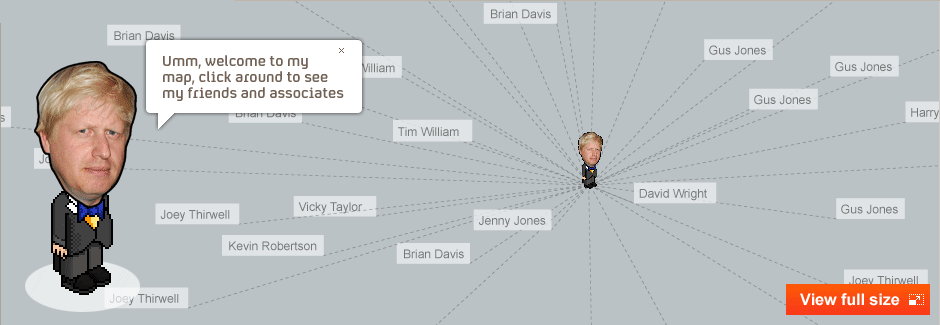 Brian Davis
Brian Davis
Gus Jones
Umm, welcome to my
map, click around to see
my friends and associates
William
Gus Jones
Gus Jones
Brian Davis
Harry
s
Tim William
Joey Thirwell
Vicky Taylor
David Wright
Gus Jones
Jenny Jones
Kevin Robertson
Brian Davis
Joey Thirwell
Joey Thirwell
View full size